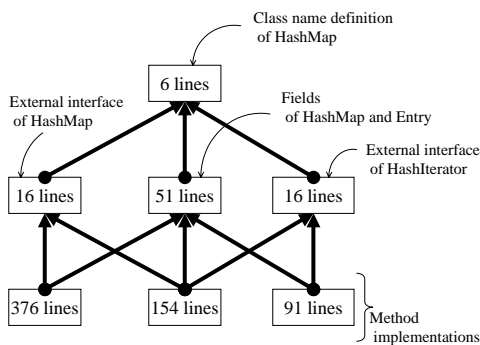 Class name definition
of HashMap
6 lines
External interface
of HashMap
Fields
of HashMap and Entry
External interface
of HashIterator
16 lines
51 lines
16 lines
376 lines
154 lines
91 lines
Method
implementations